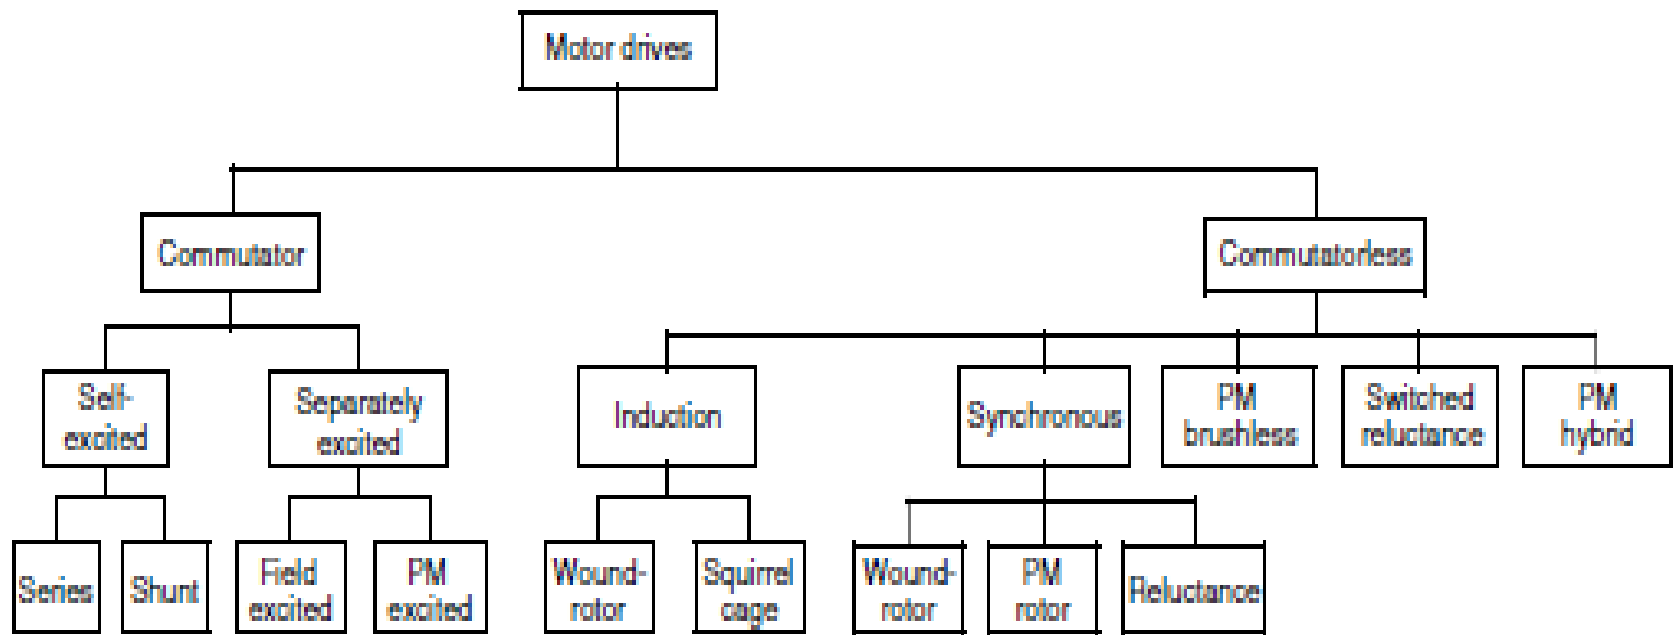 Motor drives
Commutator
Commutatorless
Self-
excited
Separately
excited
Induction
Synchronous
PM
brushless
Switched
reluctance
PM
hybrid
Series
Shunt
Field
excited
PM
excited
Wound-
rotor
Squirrel
cage
Wound-
rotor
PM
rotor
Reluctance